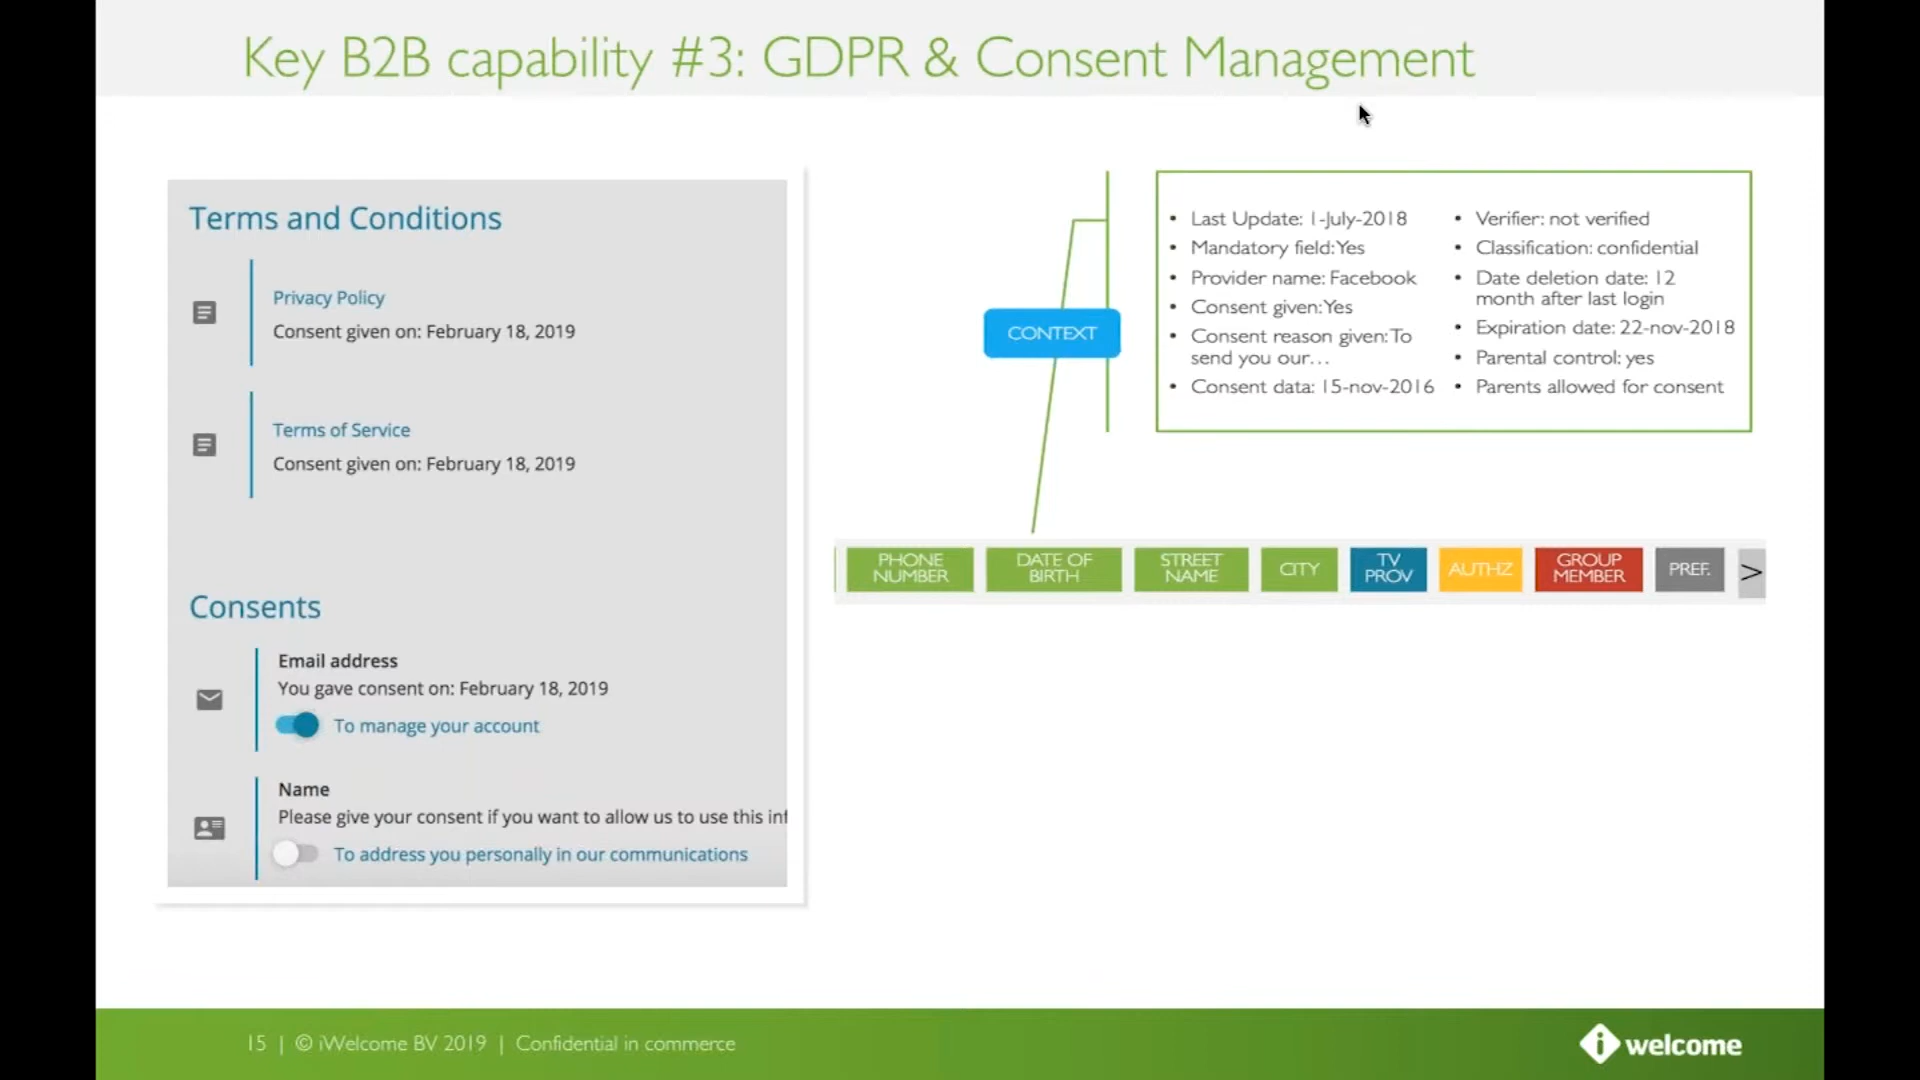 Key B2B capability #3: GDPR & Consent Management
Terms and Conditions
Privacy Policy
Consent given on: February 18, 2019
Terms of Service
Consent given on: February 18, 2019
Consents
Email address
You gave consent on: February 18, 2019
To manage your account
Name
Please give your consent if you want to allow us to use this inf
To address you personally in our communications
CONTEXT
• Last Update: 1-July-2018
• Mandatory field:Yes
• Provider name: Facebook
• Consent given:Yes
• Consent reason given:To
send you our...
• Consent data: 15-nov-2016
• Verifier: not verified
• Classification: confidential
• Date deletion date: 12
month after last login
• Expiration date: 22-nov-2018
• Parental control: yes
• Parents allowed for consent
PHONE
NUMBER
DATE OF
BIRTH
STREET
NAME
CITY
TV
PROV
AUTHZ
GROUP
MEMBER
PREF.
>
15 | © iWelcome BV 2019 | Confidential in commerce
i welcome